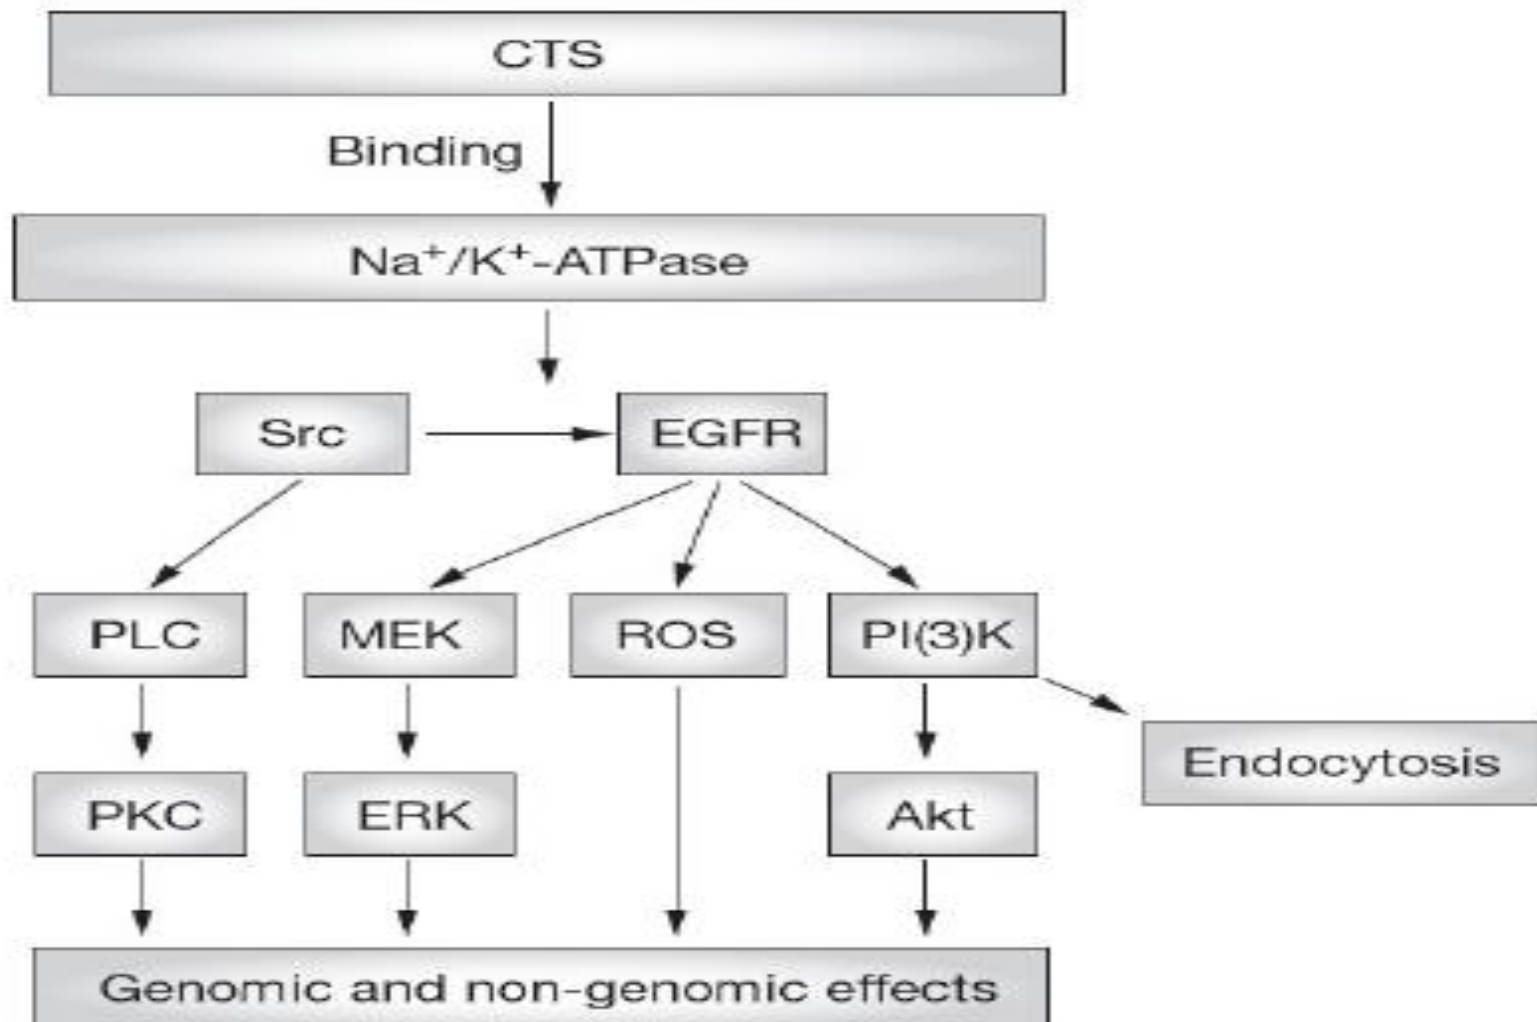 CTS
Binding
Na⁺/K⁺-ATPase
Src
EGFR
PLC
MEK
ROS
PI(3)K
Endocytosis
PKC
ERK
Akt
Genomic and non-genomic effects